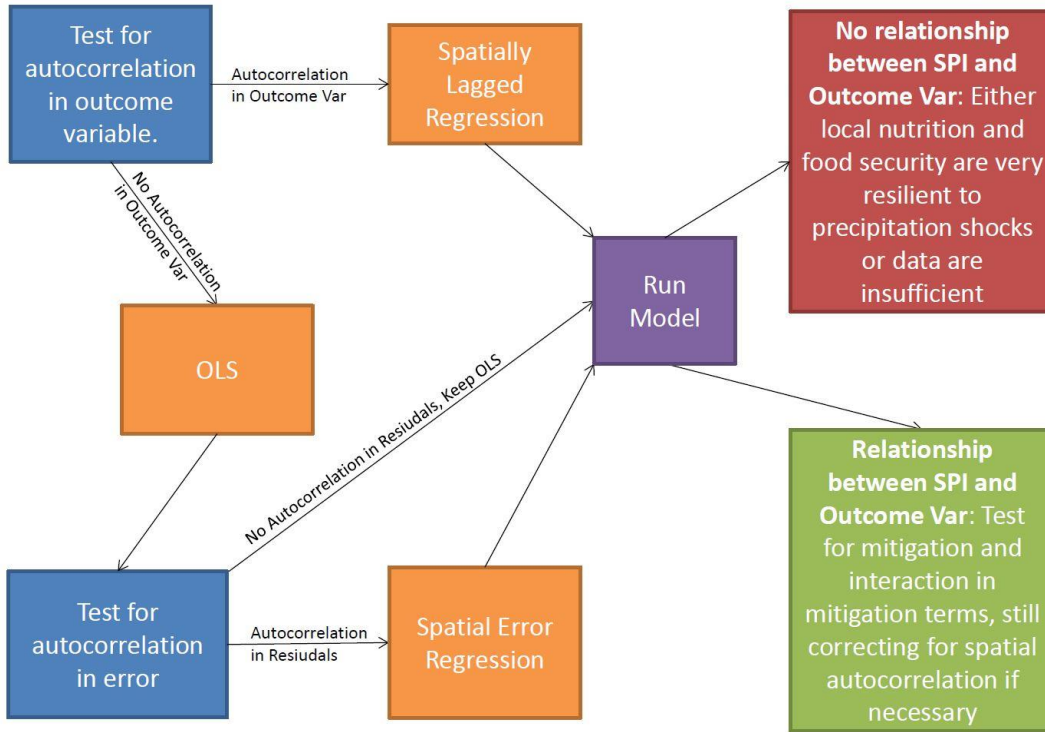 Test for
autocorrelation
in outcome
variable.
Autocorrelation
in Outcome Var
Spatially
Lagged
Regression
No Autocorrelation
in Outcome Var
OLS
No Autocorrelation in Resiudals, Keep OLS
Test for
autocorrelation
in error
Autocorrelation
in Resiudals
Spatial Error
Regression
Run
Model
No relationship
between SPI and
Outcome Var: Either
local nutrition and
food security are very
resilient to
precipitation shocks
or data are
insufficient
Relationship
between SPI and
Outcome Var: Test
for mitigation and
interaction in
mitigation terms, still
correcting for spatial
autocorrelation if
necessary